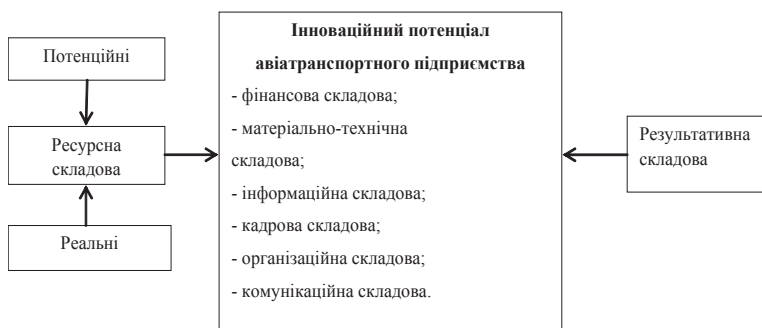 Потенційні
Ресурсна
складова
Реальні
Інноваційний потенціал
авіатранспортного підприємства
- фінансова складова;
- матеріально-технічна
складова;
- інформаційна складова;
- кадрова складова;
- організаційна складова;
- комунікаційна складова.
Результативна
складова